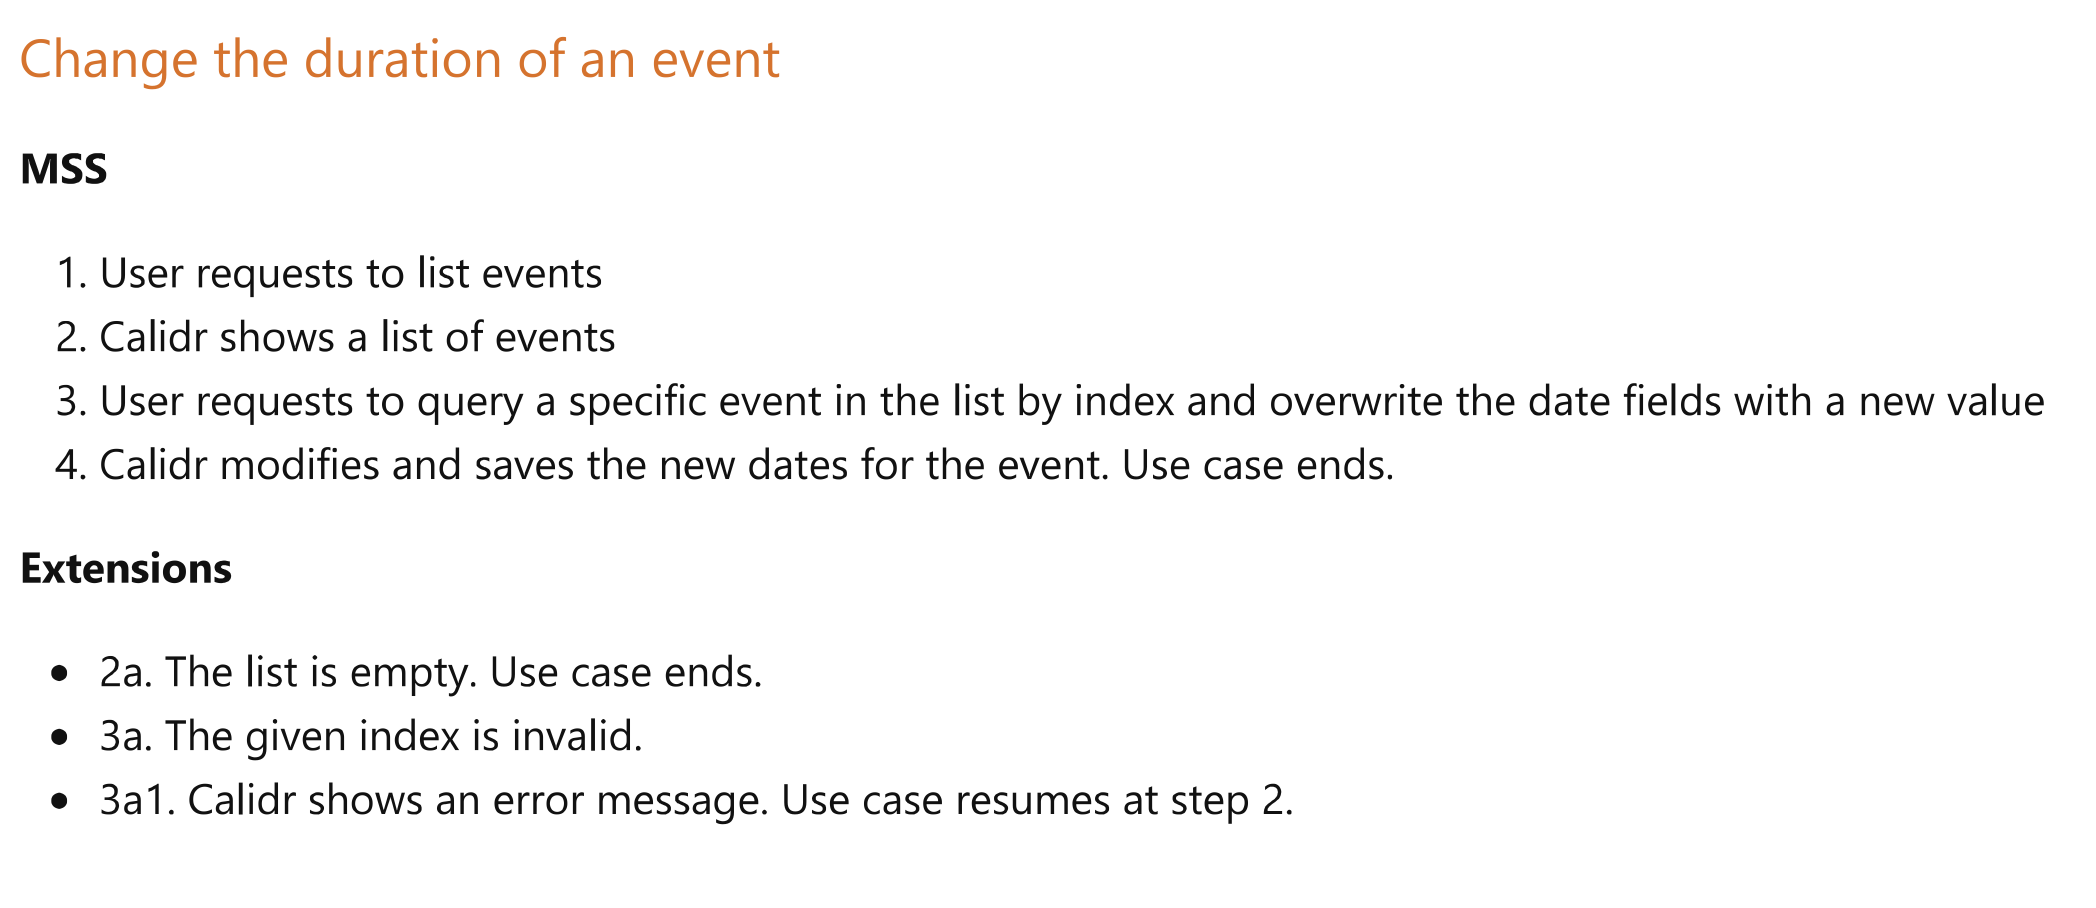 Change the duration of an event
MSS
1. User requests to list events
2. Calidr shows a list of events
3. User requests to query a specific event in the list by index and overwrite the date fields with a new value
4. Calidr modifies and saves the new dates for the event. Use case ends.
Extensions
• 2a. The list is empty. Use case ends.
• 3a. The given index is invalid.
• 3a1. Calidr shows an error message. Use case resumes at step 2.